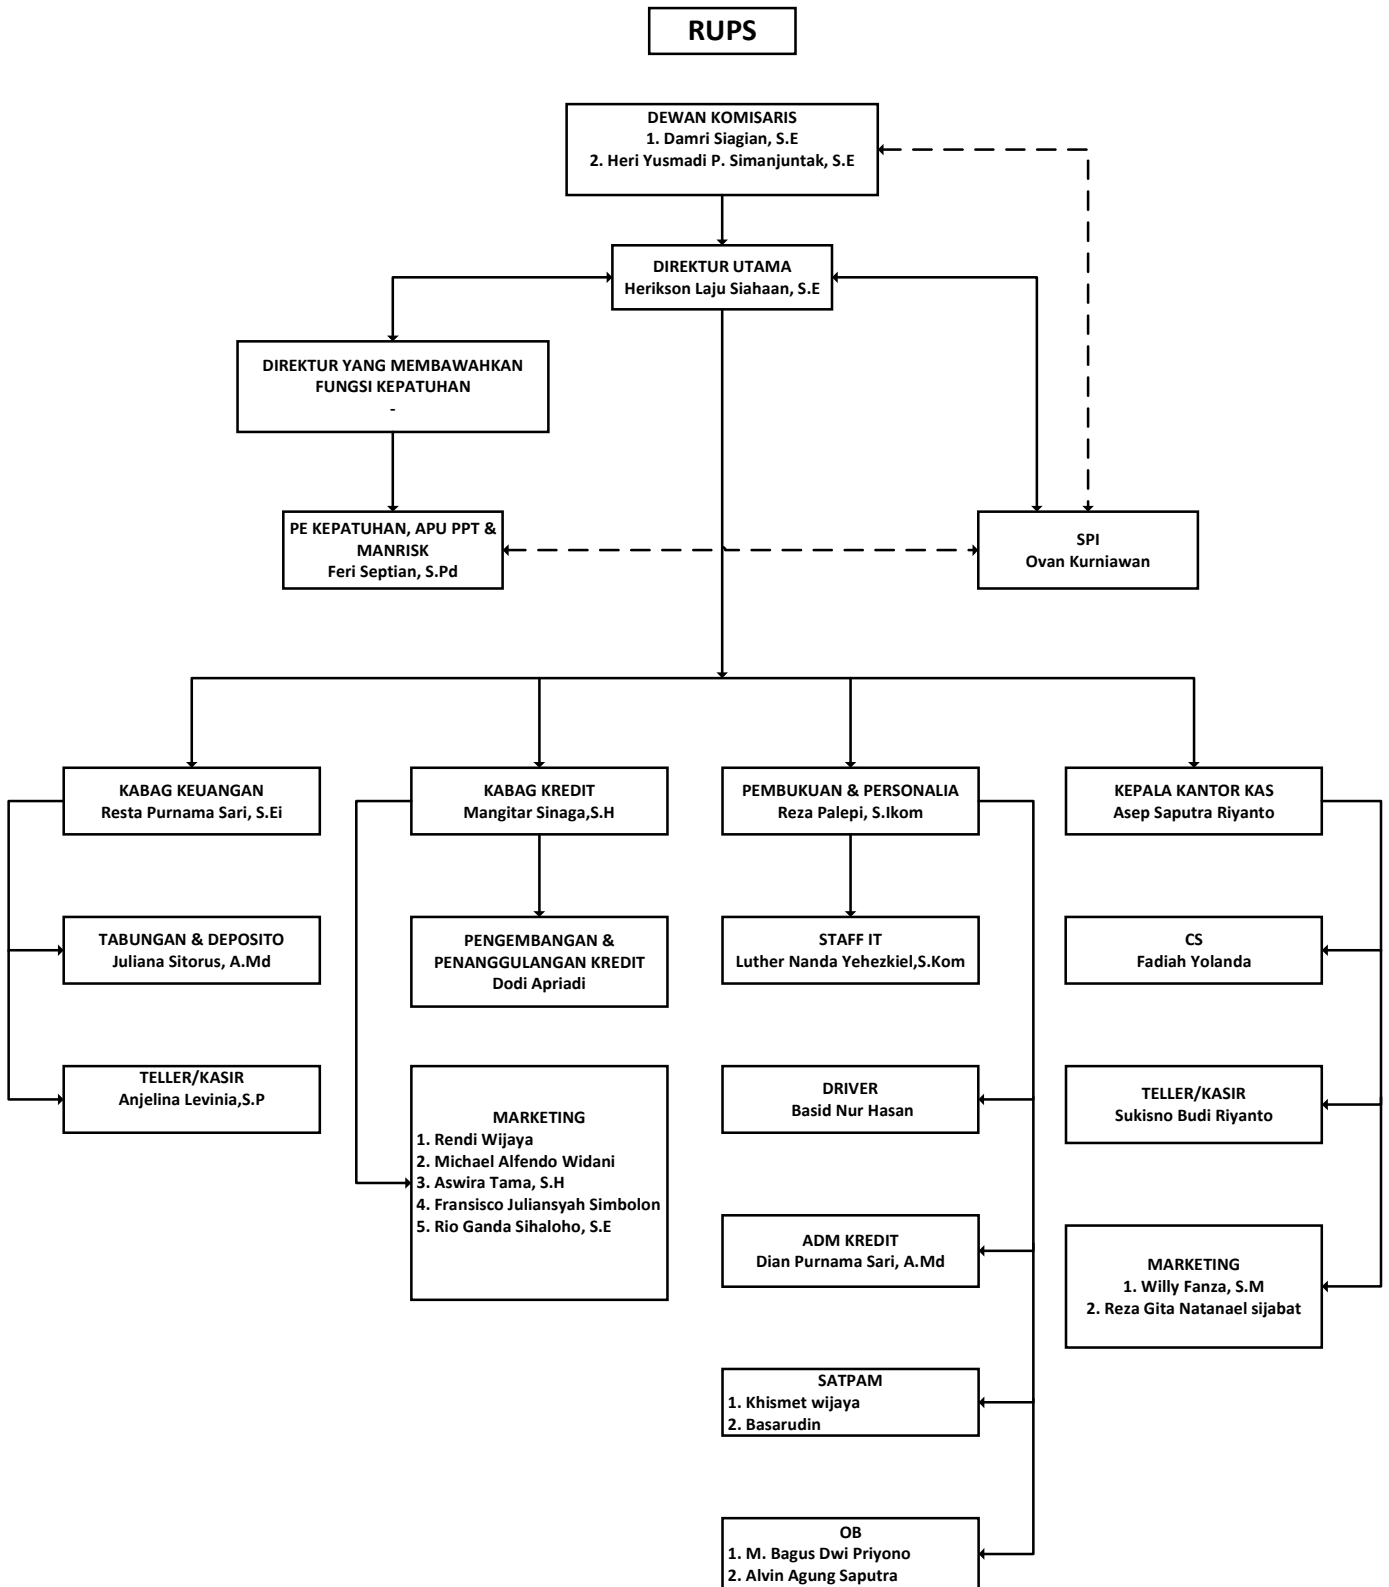 RUPS
DEWAN KOMISARIS
1. Damri Siagian, S.E
2. Heri Yusmadi P. Simanjuntak, S.E
DIREKTUR UTAMA
Herikson Laju Siahaan, S.E
DIREKTUR YANG MEMBAWAHKAN
FUNGSI KEPATUHAN
-
PE KEPATUHAN, APU PPT &
MANRISK
Feri Septian, S.Pd
SPI
Ovan Kurniawan
KABAG KEUANGAN
Resta Purnama Sari, S.Ei
KABAG KREDIT
Mangitar Sinaga,S.H
PEMBUKUAN & PERSONALIA
Reza Palepi, S.Ikom
KEPALA KANTOR KAS
Asep Saputra Riyanto
TABUNGAN & DEPOSITO
Juliana Sitorus, A.Md
PENGEMBANGAN &
PENANGGULANGAN KREDIT
Dodi Apriadi
STAFF IT
Luther Nanda Yehezkiel,S.Kom
CS
Fadiah Yolanda
TELLER/KASIR
Anjelina Levinia,S.P
MARKETING
1. Rendi Wijaya
2. Michael Alfendo Widani
3. Aswira Tama, S.H
4. Fransisco Juliansyah Simbolon
5. Rio Ganda Sihaloho, S.E
DRIVER
Basid Nur Hasan
TELLER/KASIR
Sukisno Budi Riyanto
ADM KREDIT
Dian Purnama Sari, A.Md
MARKETING
1. Willy Fanza, S.M
2. Reza Gita Natanael sijabat
SATPAM
1. Khismet wijaya
2. Basarudin
OB
1. M. Bagus Dwi Priyono
2. Alvin Agung Saputra